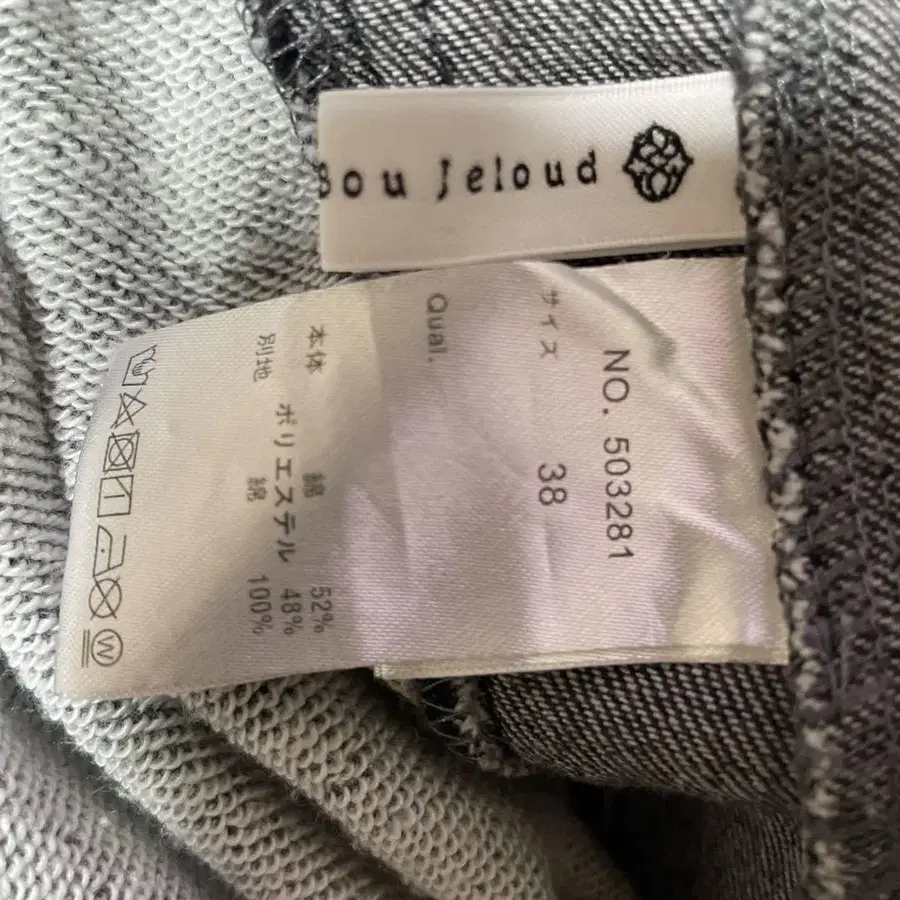 Bou Jeloud
NO. 503281
サイズ 38
Qual.
本体 綿 52%
ポリエステル 48%
別地 綿 100%
W